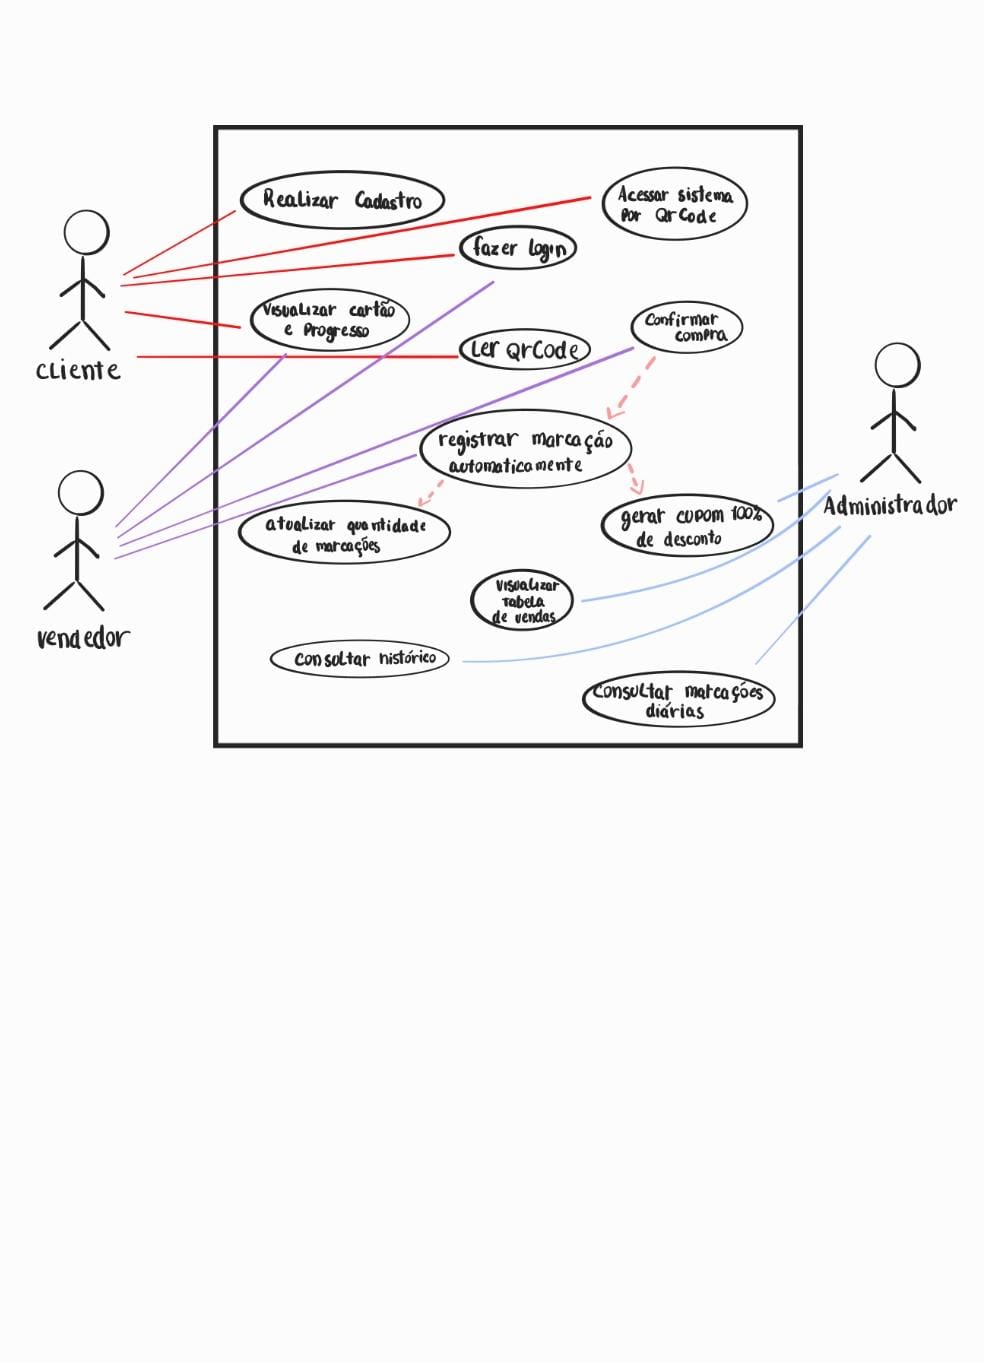 Realizar Cadastro
Acessar sistema
por QrCode
fazer login
Visualizar cartão
e Progresso
Confirmar
compra
Ler QrCode
Cliente
registrar marcação
automaticamente
Administrador
atualizar quantidade
de marcações
gerar cupom 100%
de desconto
Visualizar
tabela
de vendas
vendedor
Consultar histórico
Consultar marcações
diárias